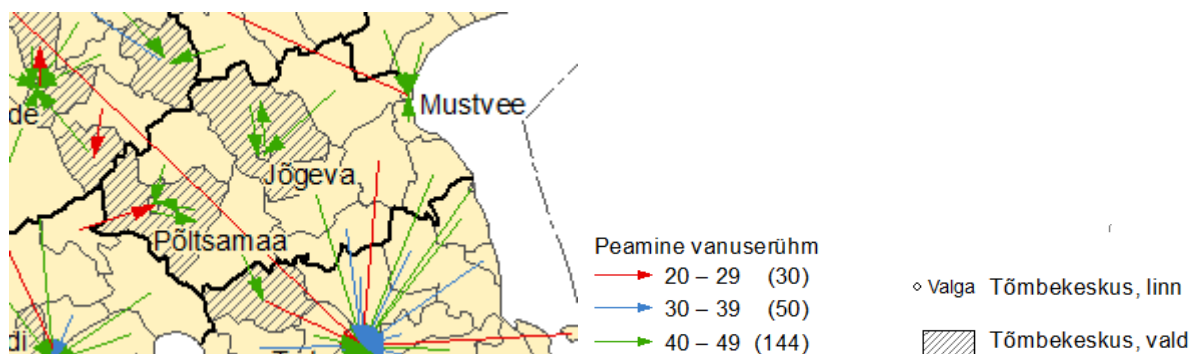 de
Mustvee
Jõgeva
Põltsamaa
di
Peamine vanuserühm
20 – 29 (30)
30 – 39 (50)
40 – 49 (144)
Valga Tõmbekeskus, linn
Tõmbekeskus, vald